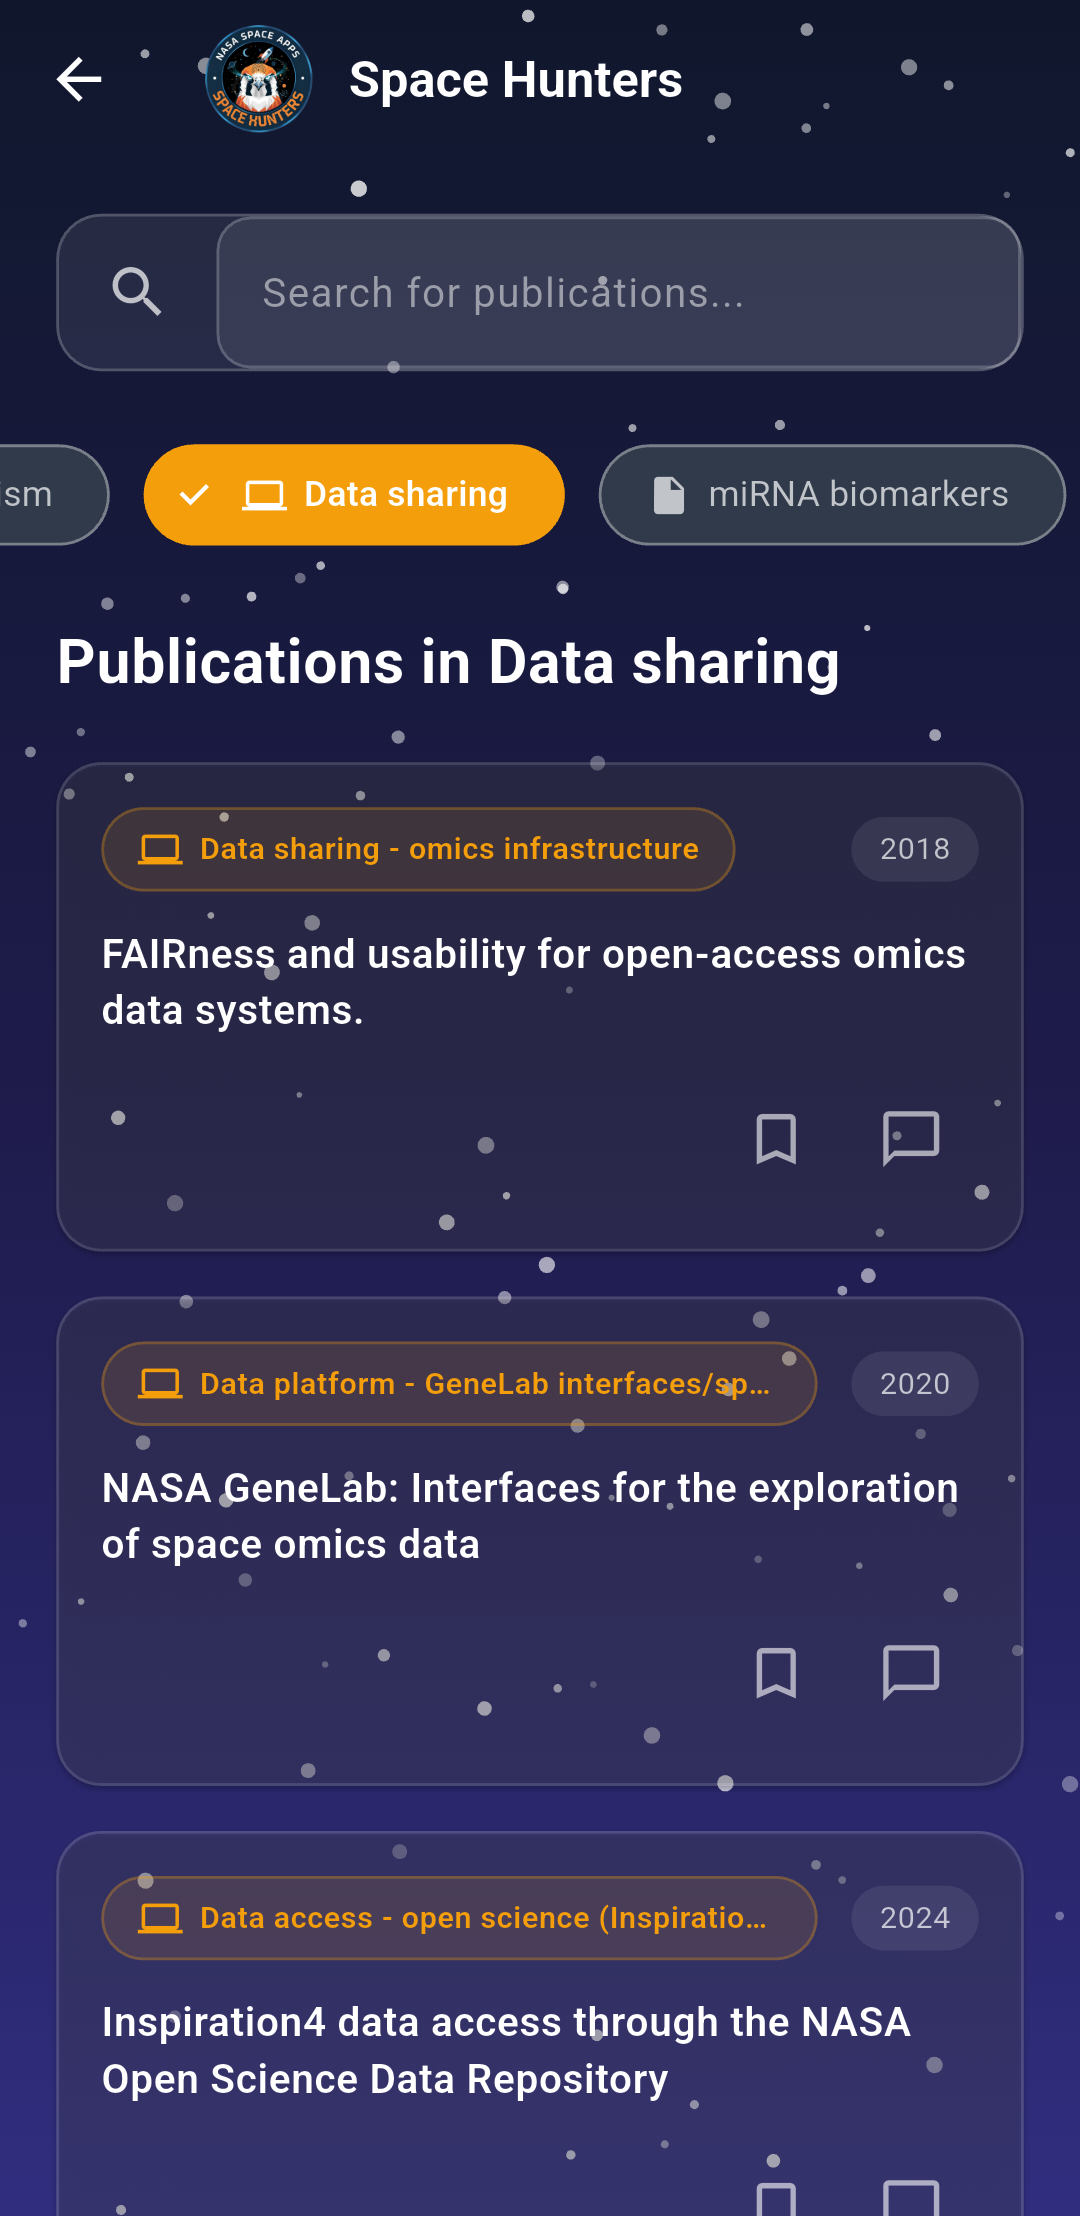 NASA SPACE APPS
SPACE HUNTERS
Space Hunters
Search for publications...
ism
Data sharing
miRNA biomarkers
Publications in Data sharing
Data sharing - omics infrastructure
2018
FAIRness and usability for open-access omics
data systems.
Data platform - GeneLab interfaces/sp...
2020
NASA GeneLab: Interfaces for the exploration
of space omics data
Data access - open science (Inspiratio...
2024
Inspiration4 data access through the NASA
Open Science Data Repository